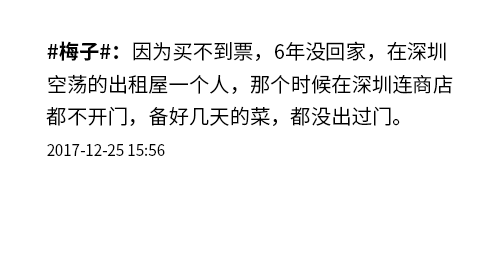 #梅子#：因为买不到票，6年没回家，在深圳
空荡的出租屋一个人，那个时候在深圳连商店
都不开门，备好几天的菜，都没出过门。
2017-12-25 15:56